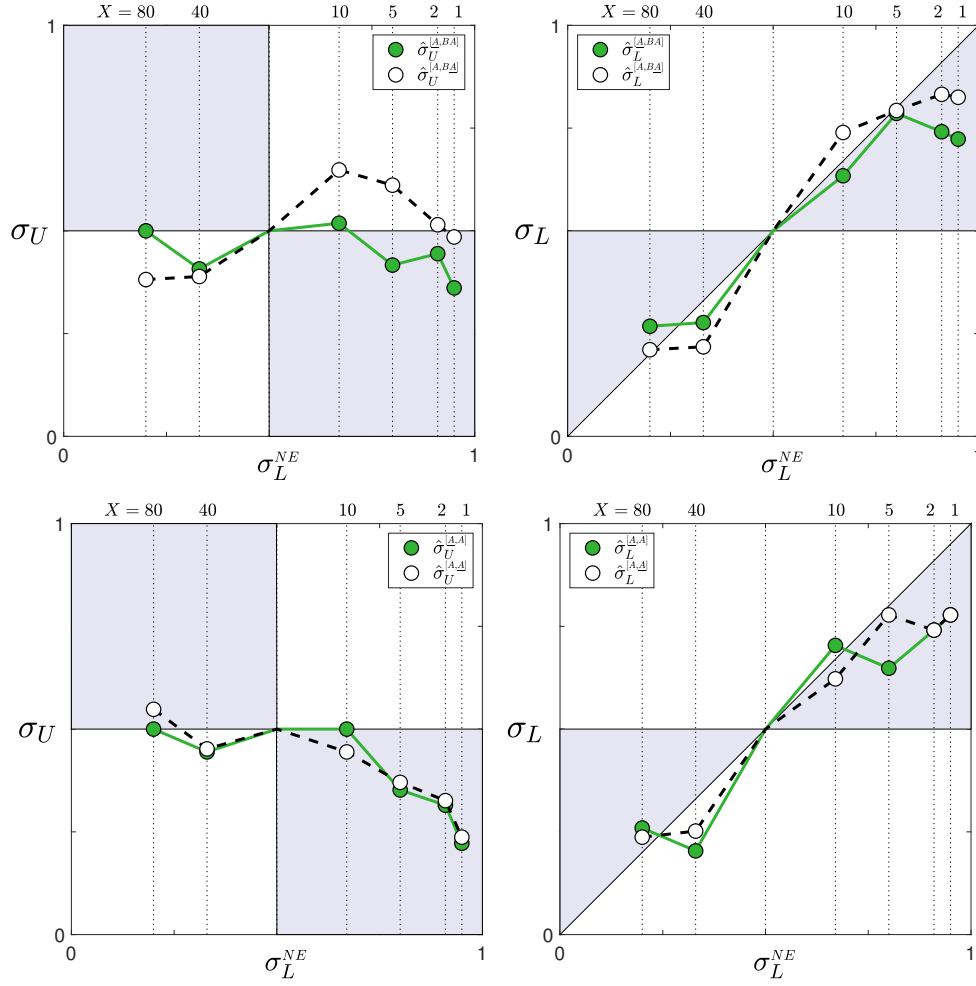 X = 80 40 10 5 2 1
1
σ̂_U^{[A̲,BA]}
σ̂_U^{[A,BA̲]}
σ_U
0
0 1
σ_L^{NE}
X = 80 40 10 5 2 1
1
σ̂_L^{[A̲,BA]}
σ̂_L^{[A,BA̲]}
σ_L
0
0 1
σ_L^{NE}
X = 80 40 10 5 2 1
1
σ̂_U^{[A̲,A]}
σ̂_U^{[A,A̲]}
σ_U
0
0 1
σ_L^{NE}
X = 80 40 10 5 2 1
1
σ̂_L^{[A̲,A]}
σ̂_L^{[A,A̲]}
σ_L
0
0 1
σ_L^{NE}